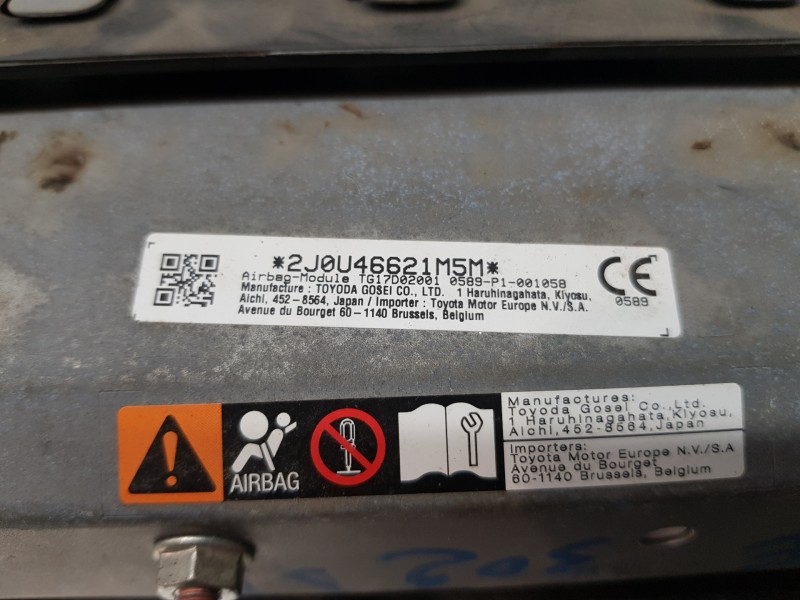 *2J0U46621M5M*
Airbag-Module TG17D02001 0589-P1-001058
Manufacture : TOYODA GOSEI CO., LTD. 1 Haruhinagahata, Kiyosu,
Aichi, 452-8564, Japan / Importer : Toyota Motor Europe N.V./S.A.
Avenue du Bourget 60-1140 Brussels, Belgium
CE
0589
AIRBAG
Manufactures:
Toyoda Gosei Co.,Ltd.
1 Haruhinagahata,Kiyosu,
Aichi,452-8564,Japan
Importers:
Toyota Motor Europe N.V./S.A
Avenue du Bourget
60-1140 Brussels, Belgium